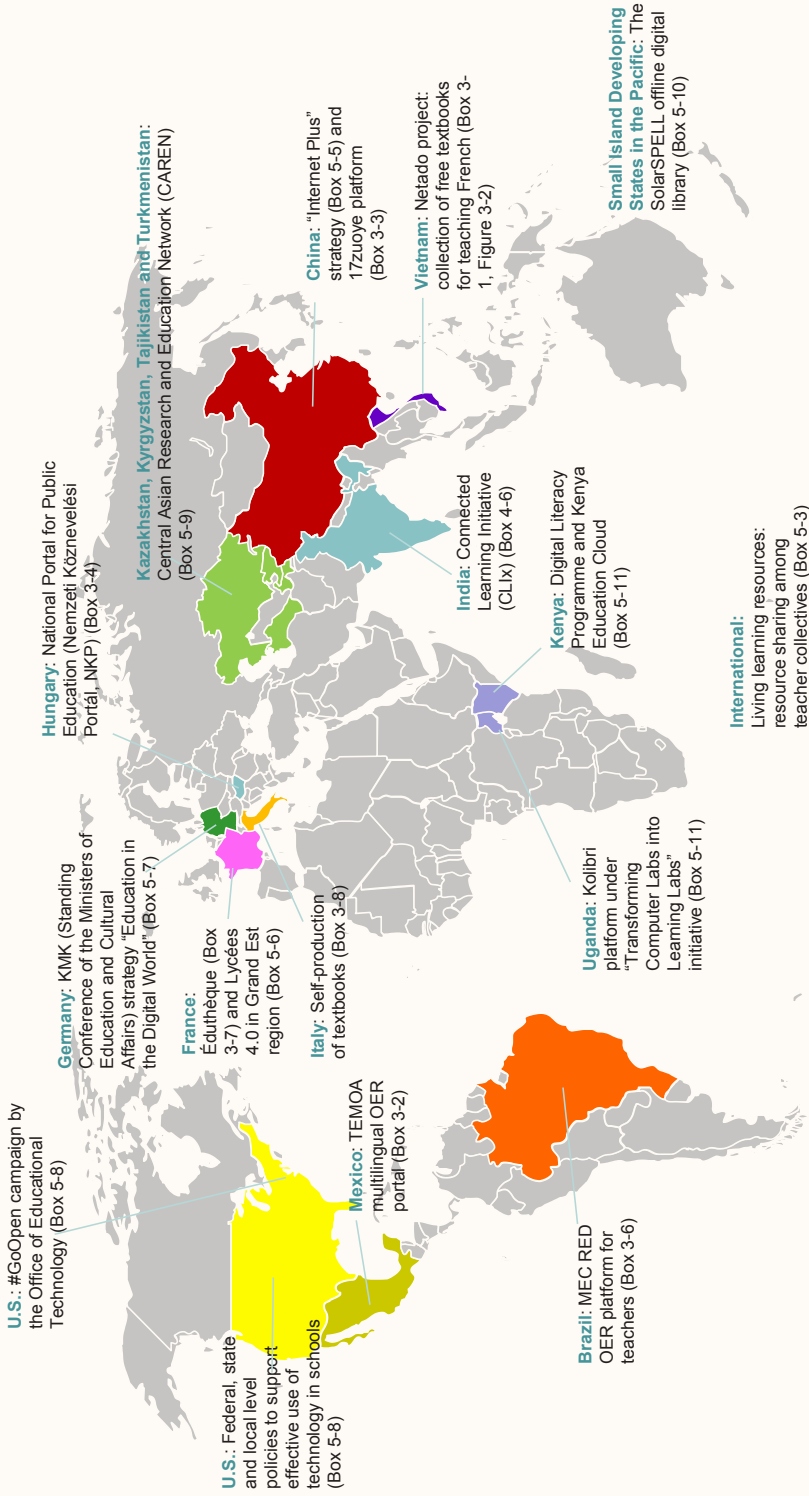 U.S.: #GoOpen campaign by
the Office of Educational
Technology (Box 5-8)
U.S.: Federal, state
and local level
policies to support
effective use of
technology in schools
(Box 5-8)
Mexico: TEMOA
multilingual OER
portal (Box 3-2)
Brazil: MEC RED
OER platform for
teachers (Box 3-6)
Germany: KMK (Standing
Conference of the Ministers of
Education and Cultural
Affairs) strategy "Education in
the Digital World" (Box 5-7)
France:
Éduthèque (Box
3-7) and Lycées
4.0 in Grand Est
region (Box 5-6)
Italy: Self-production
of textbooks (Box 3-8)
Hungary: National Portal for Public
Education (Nemzeti Köznevelési
Portál, NKP) (Box 3-4)
Kazakhstan, Kyrgyzstan, Tajikistan and Turkmenistan:
Central Asian Research and Education Network (CAREN)
(Box 5-9)
China: "Internet Plus"
strategy (Box 5-5) and
17zuoye platform
(Box 3-3)
Vietnam: Netado project:
collection of free textbooks
for teaching French (Box 3-
1, Figure 3-2)
India: Connected
Learning Initiative
(CLIx) (Box 4-6)
Kenya: Digital Literacy
Programme and Kenya
Education Cloud
(Box 5-11)
Uganda: Kolibri
platform under
"Transforming
Computer Labs into
Learning Labs"
initiative (Box 5-11)
Small Island Developing
States in the Pacific: The
SolarSPELL offline digital
library (Box 5-10)
International:
Living learning resources:
resource sharing among
teacher collectives (Box 5-3)